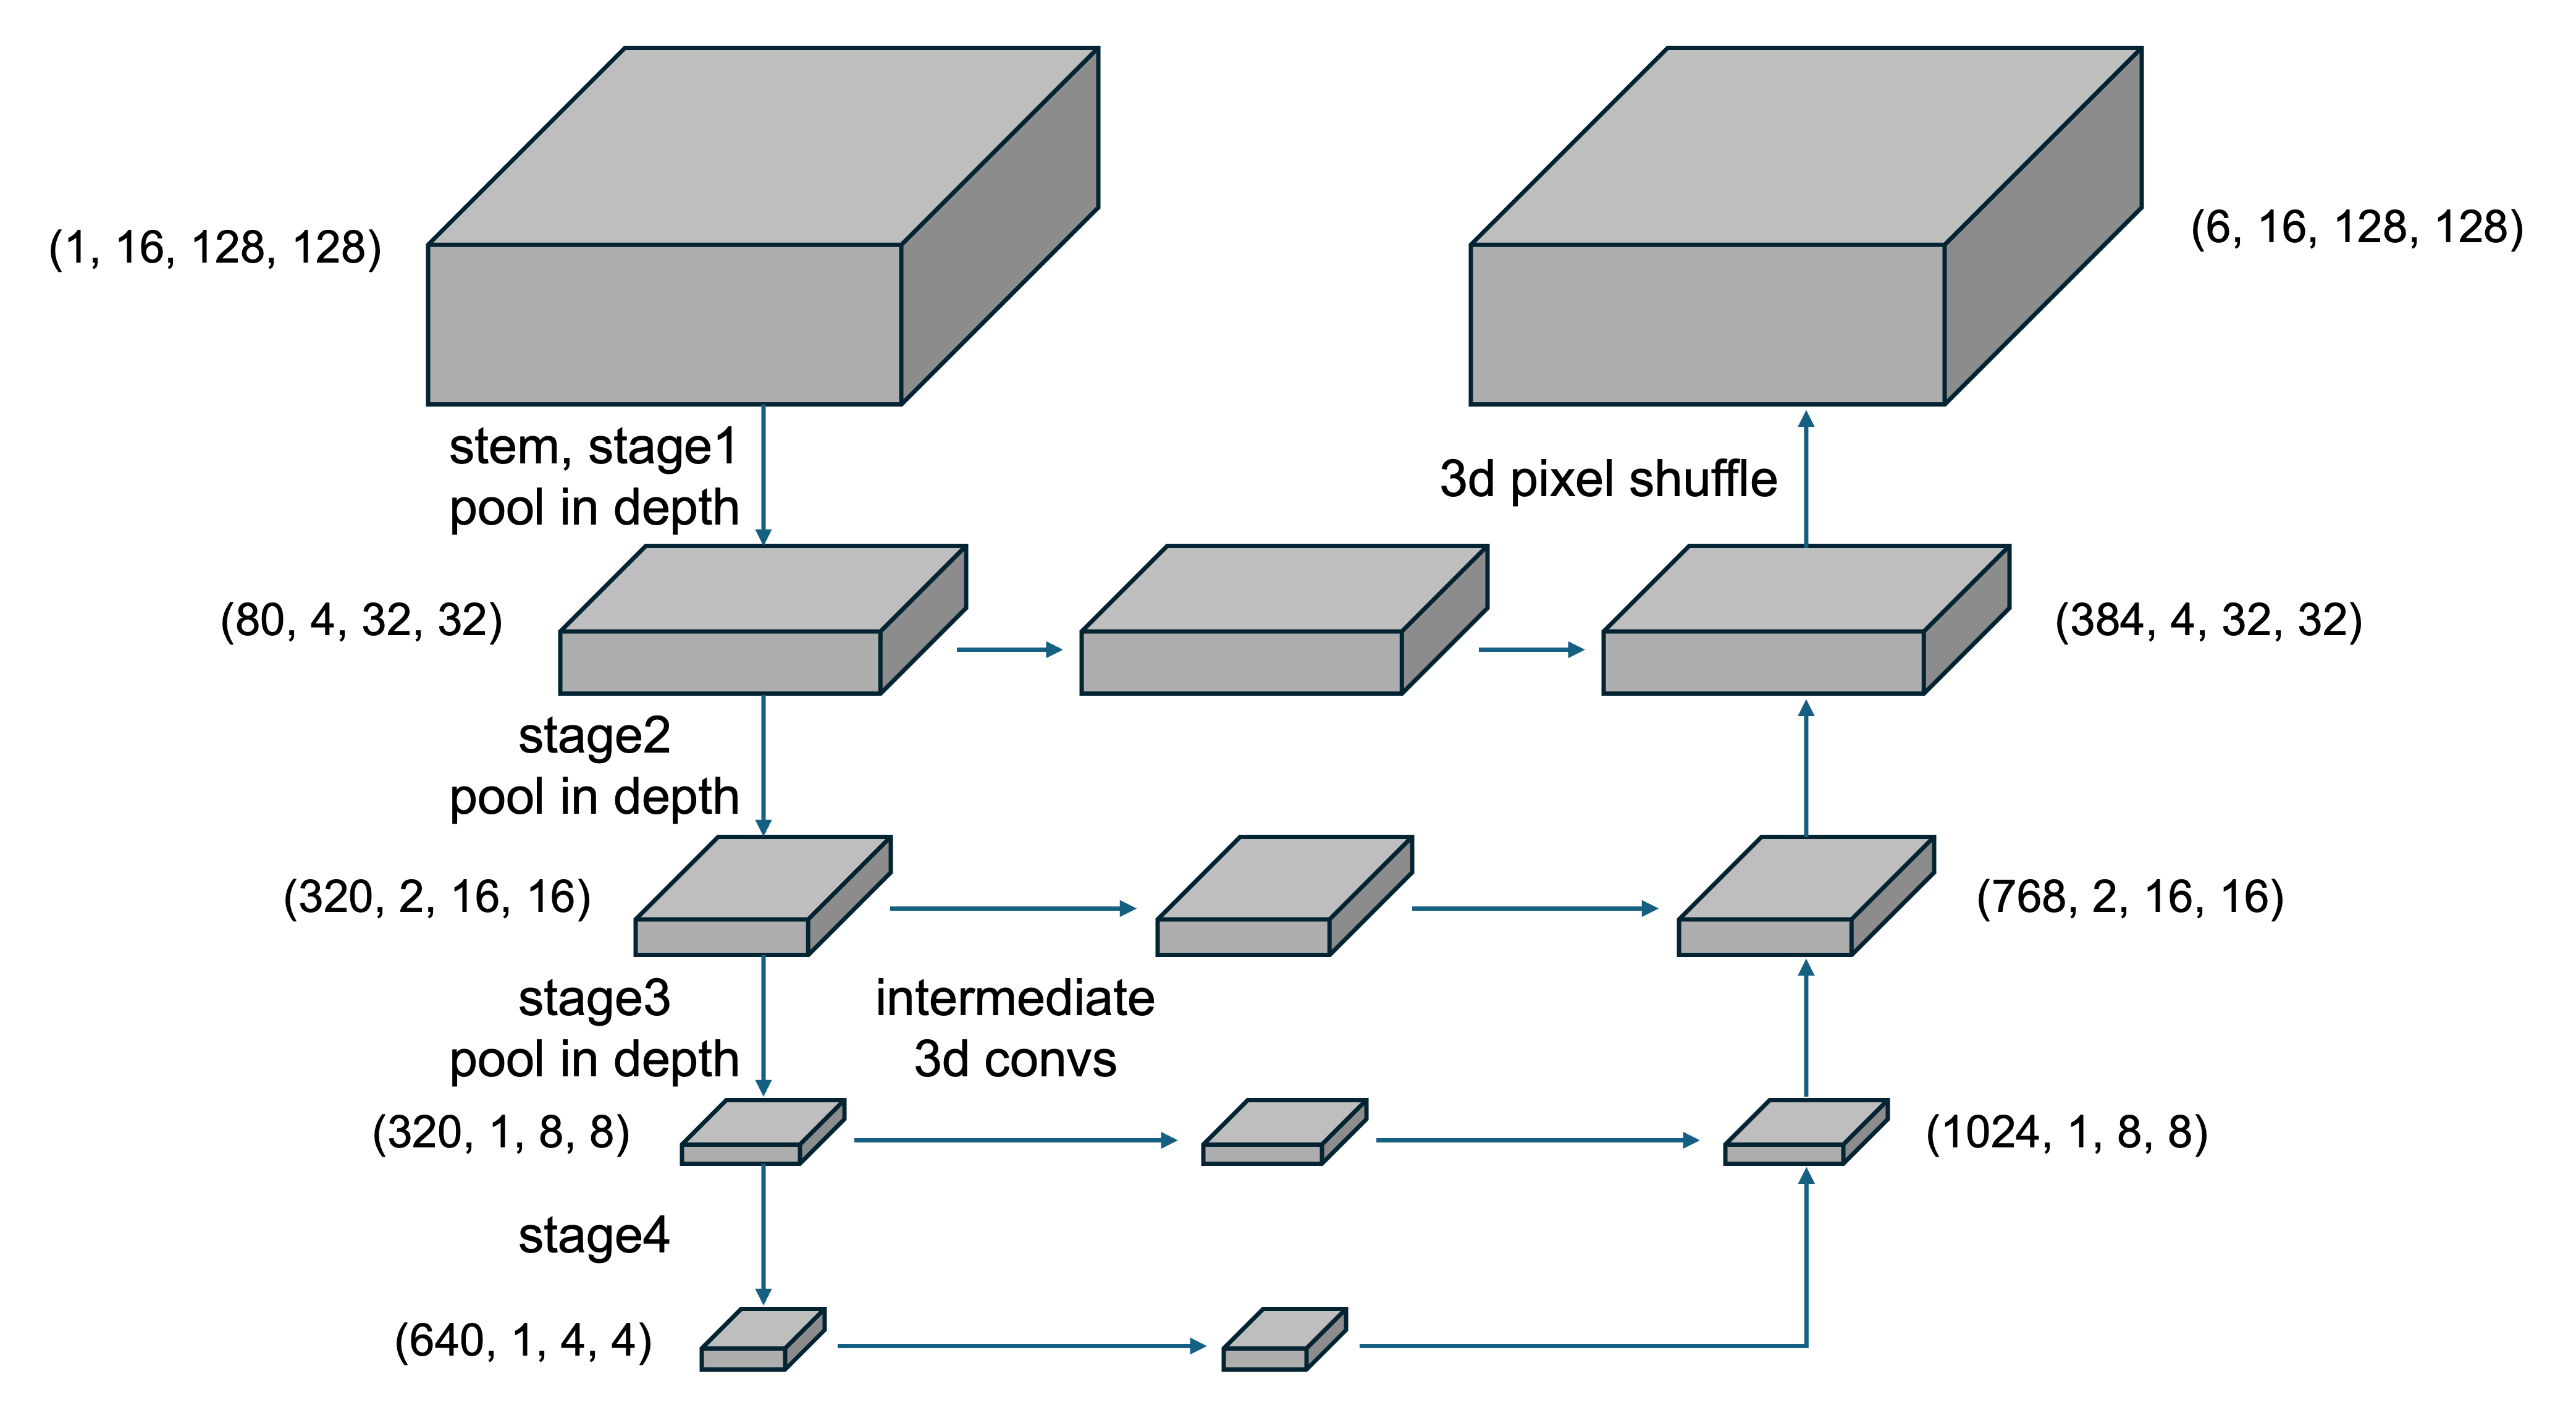 (1, 16, 128, 128)
(6, 16, 128, 128)
stem, stage1
pool in depth
3d pixel shuffle
(80, 4, 32, 32)
(384, 4, 32, 32)
stage2
pool in depth
(320, 2, 16, 16)
(768, 2, 16, 16)
stage3
pool in depth
intermediate
3d convs
(320, 1, 8, 8)
(1024, 1, 8, 8)
stage4
(640, 1, 4, 4)